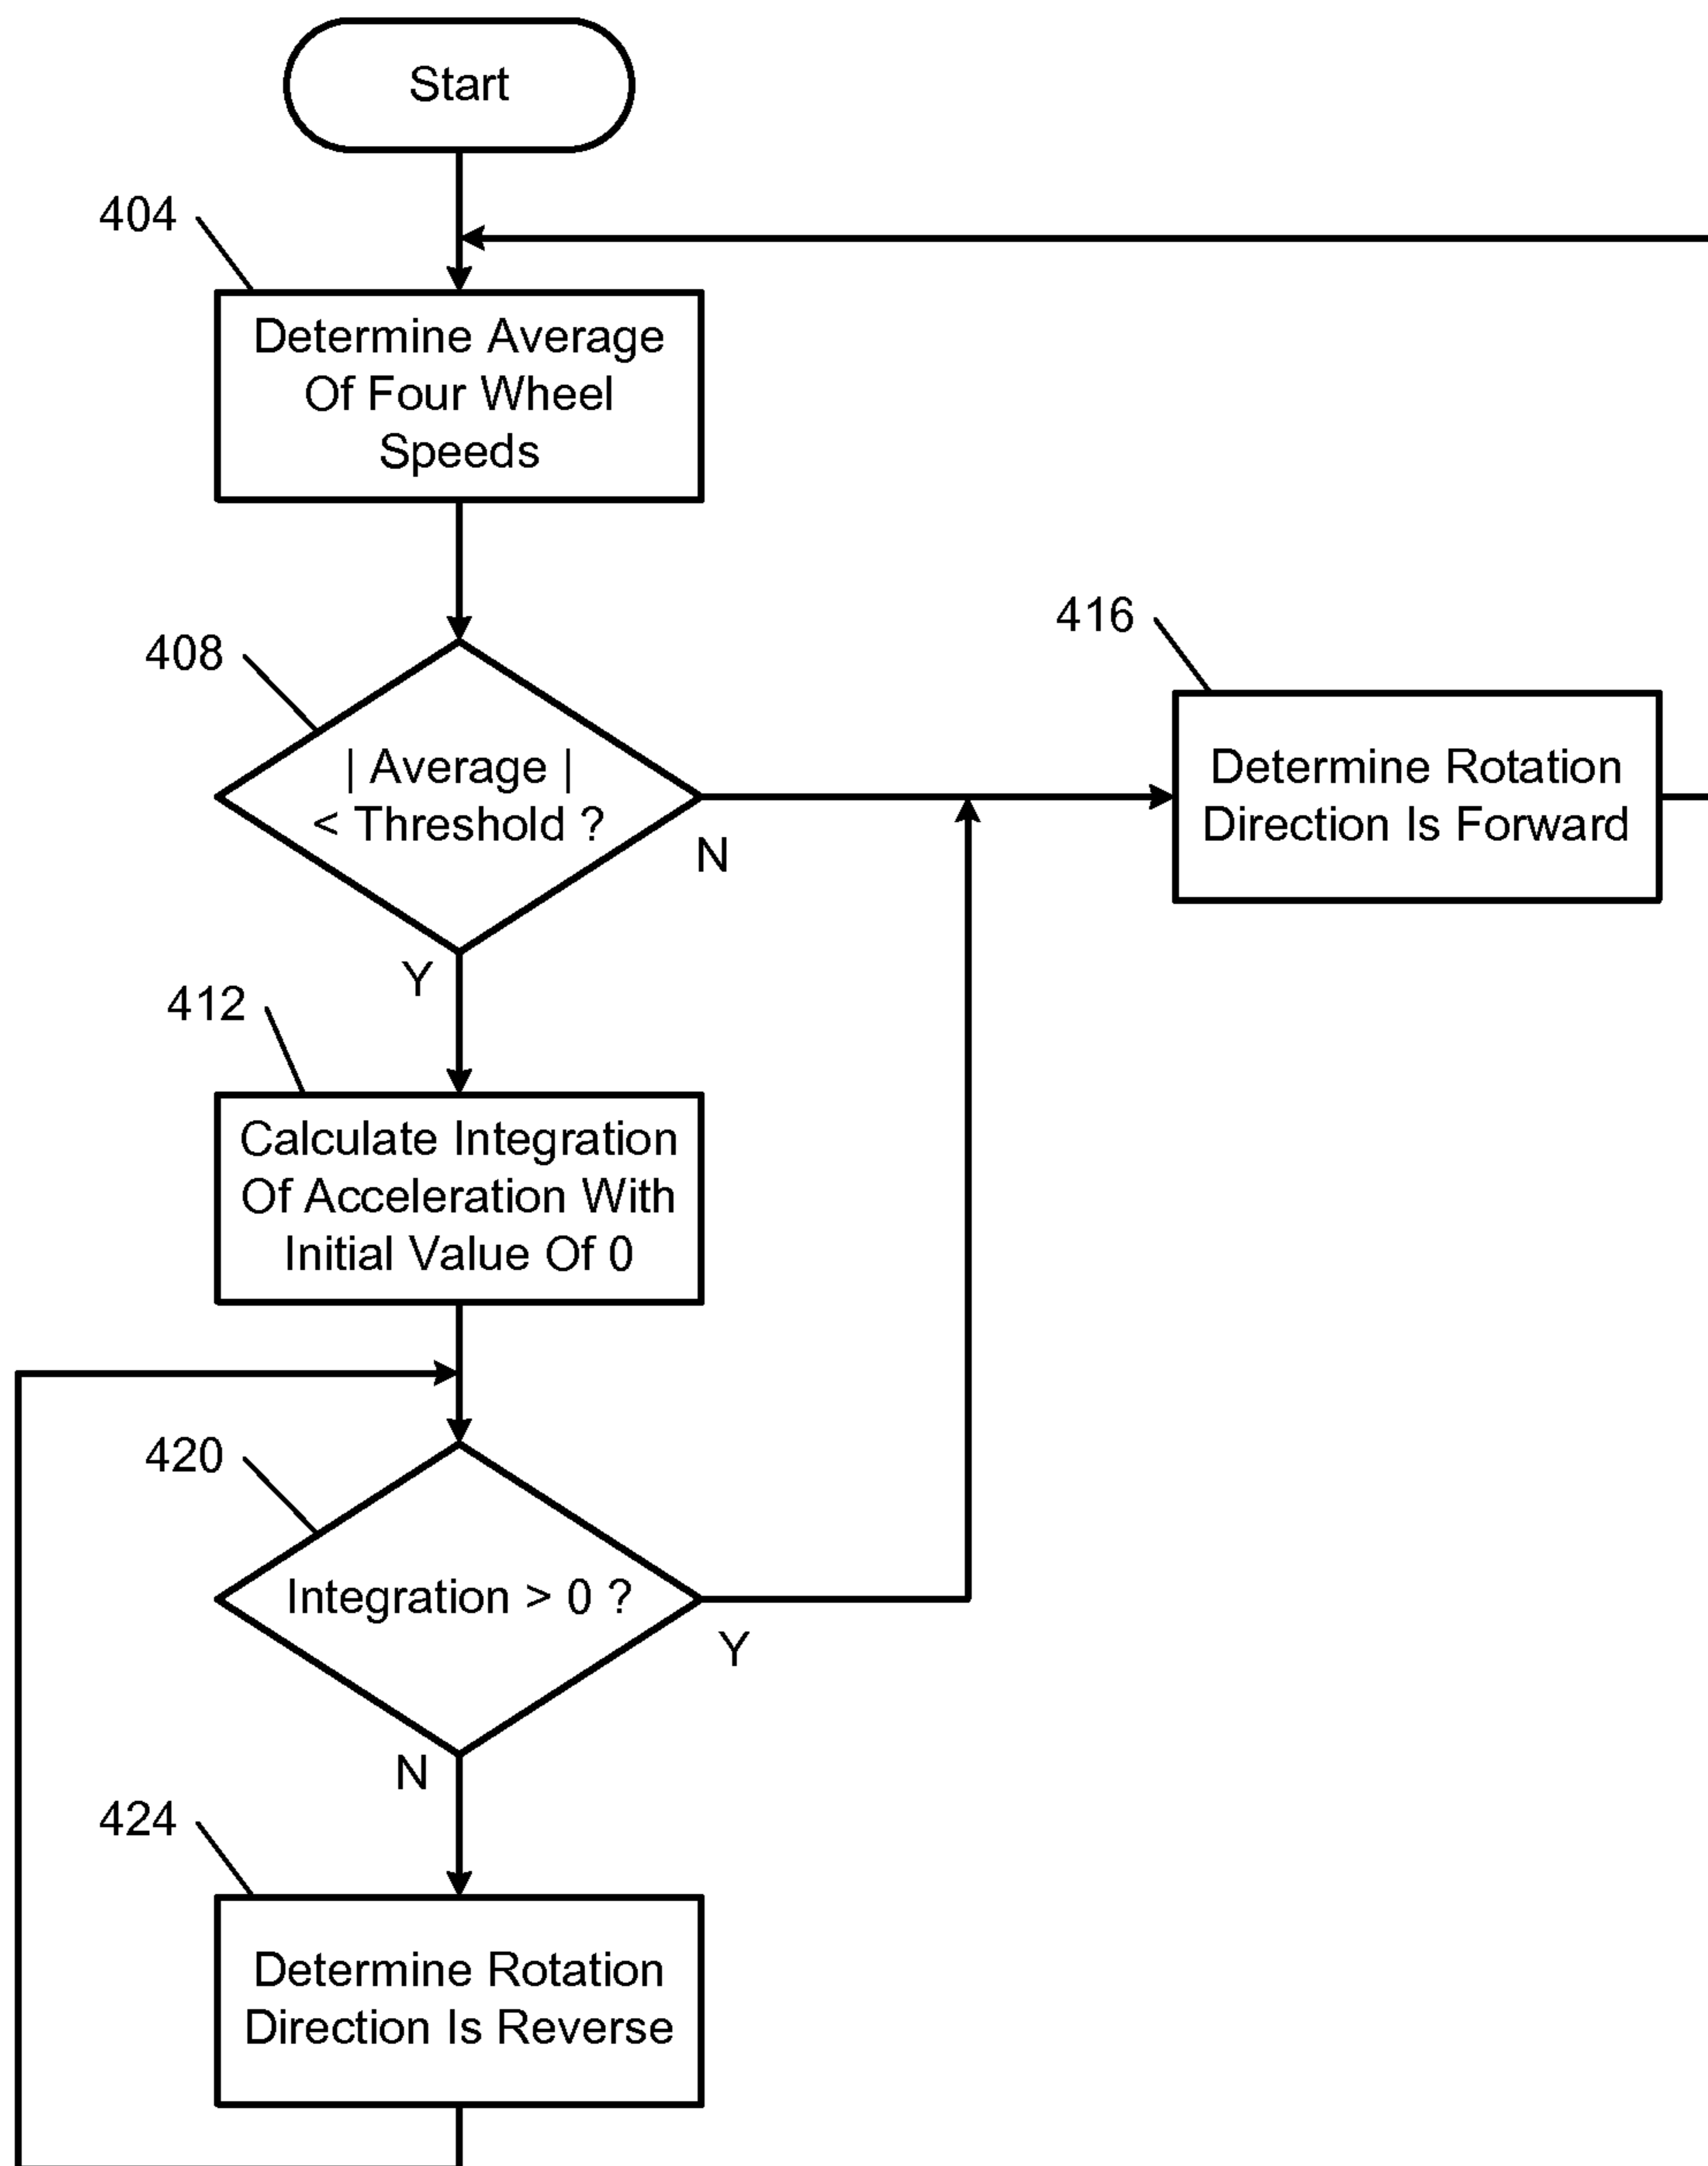 Start
404
Determine Average
Of Four Wheel
Speeds
408
| Average |
< Threshold ?
N
Y
416
Determine Rotation
Direction Is Forward
412
Calculate Integration
Of Acceleration With
Initial Value Of 0
420
Integration > 0 ?
Y
N
424
Determine Rotation
Direction Is Reverse